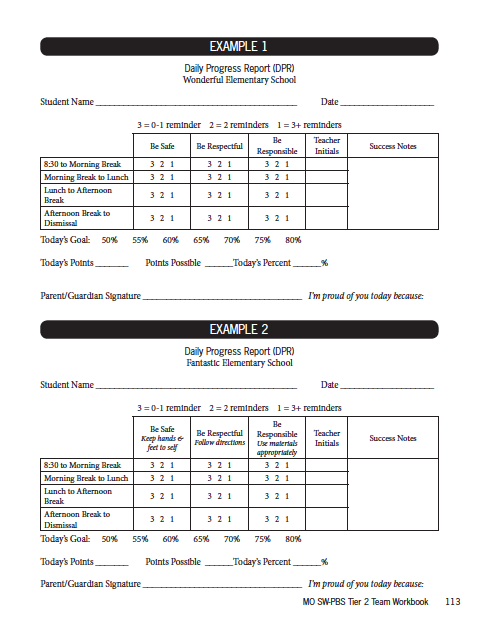 EXAMPLE 1
Daily Progress Report (DPR)
Wonderful Elementary School
Student Name ______ Date ______
3 = 0-1 reminder 2 = 2 reminders 1 = 3+ reminders
Be Safe Be Respectful Be Responsible Teacher Initials Success Notes
8:30 to Morning Break 3 2 1 3 2 1 3 2 1
Morning Break to Lunch 3 2 1 3 2 1 3 2 1
Lunch to Afternoon Break 3 2 1 3 2 1 3 2 1
Afternoon Break to Dismissal 3 2 1 3 2 1 3 2 1
Today's Goal: 50% 55% 60% 65% 70% 75% 80%
Today's Points ______ Points Possible ______Today's Percent ______%
Parent/Guardian Signature ______ I'm proud of you today because:
EXAMPLE 2
Daily Progress Report (DPR)
Fantastic Elementary School
Student Name ______ Date ______
3 = 0-1 reminder 2 = 2 reminders 1 = 3+ reminders
Be Safe Keep hands & feet to self Be Respectful Follow directions Be Responsible Use materials appropriately Teacher Initials Success Notes
8:30 to Morning Break 3 2 1 3 2 1 3 2 1
Morning Break to Lunch 3 2 1 3 2 1 3 2 1
Lunch to Afternoon Break 3 2 1 3 2 1 3 2 1
Afternoon Break to Dismissal 3 2 1 3 2 1 3 2 1
Today's Goal: 50% 55% 60% 65% 70% 75% 80%
Today's Points ______ Points Possible ______Today's Percent ______%
Parent/Guardian Signature ______ I'm proud of you today because:
MO SW-PBS Tier 2 Team Workbook 113